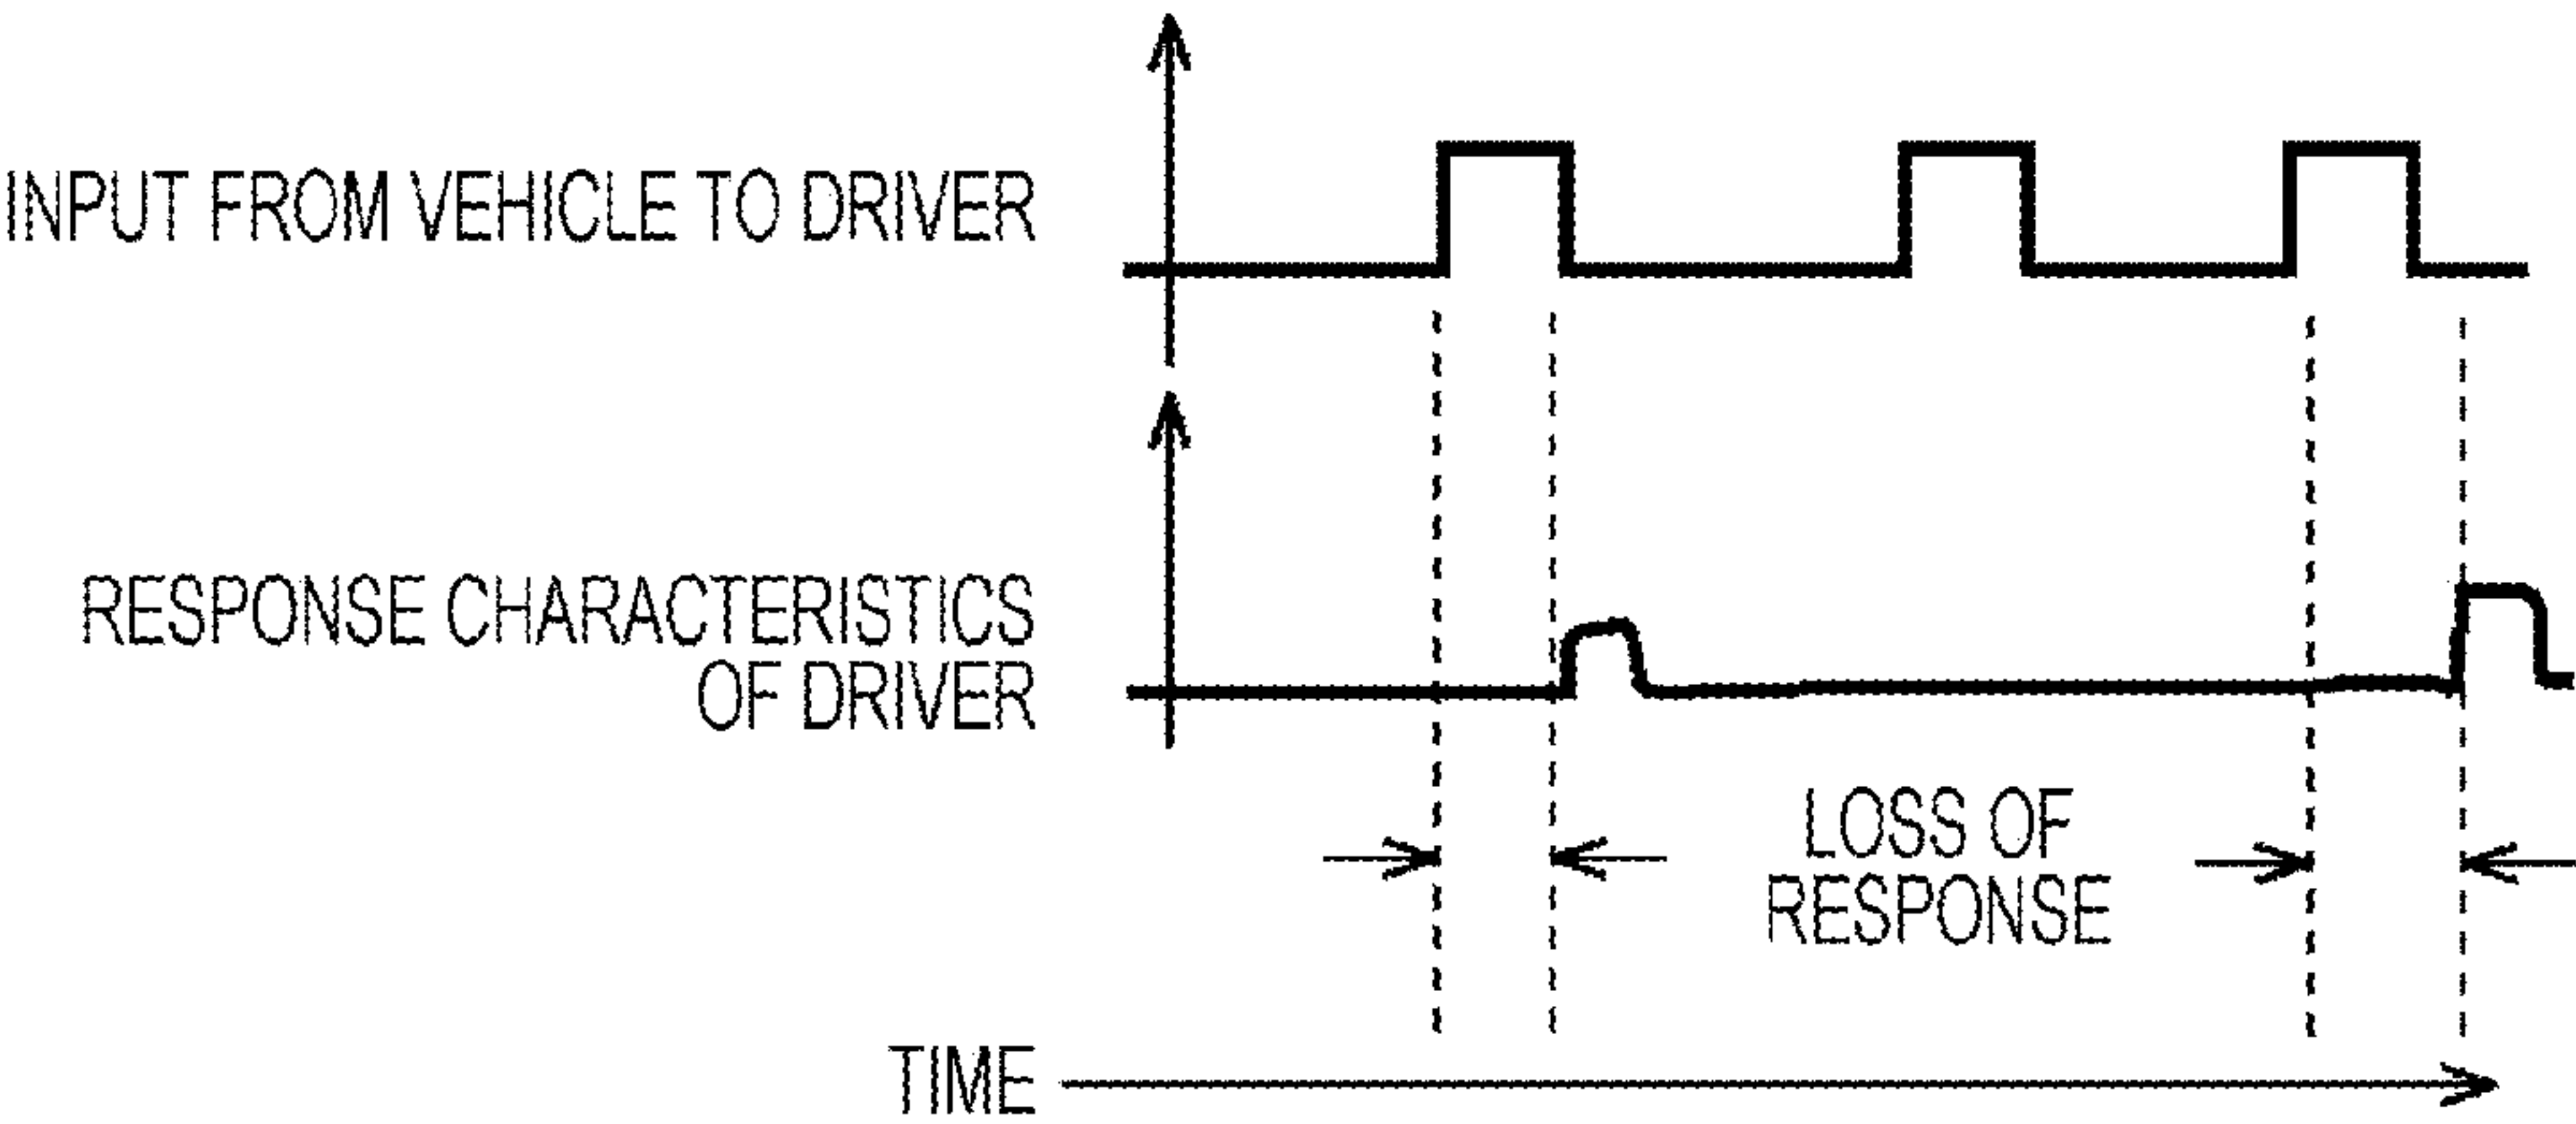 INPUT FROM VEHICLE TO DRIVER
RESPONSE CHARACTERISTICS
OF DRIVER
LOSS OF
RESPONSE
TIME